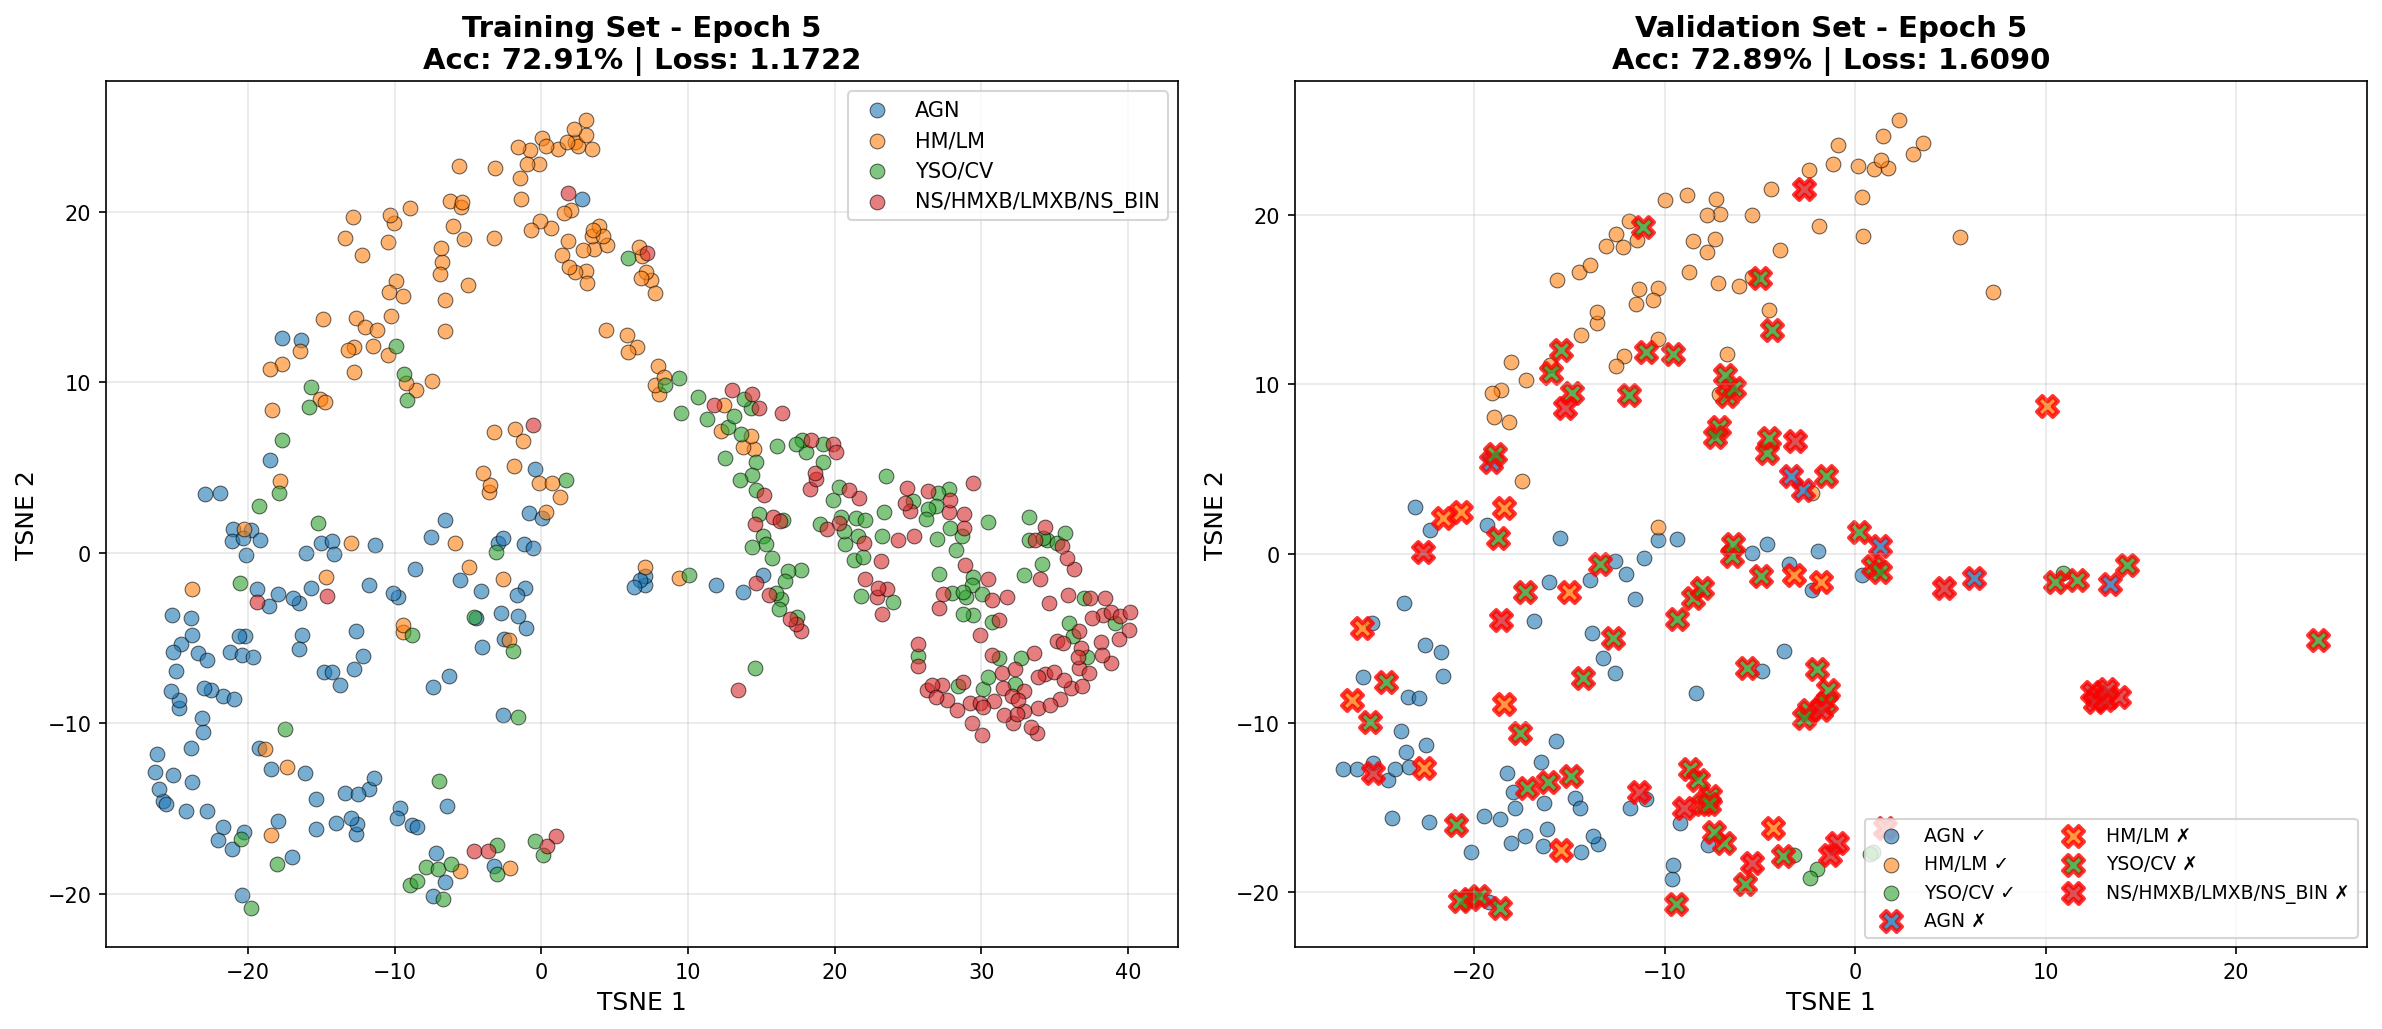 Training Set - Epoch 5
Acc: 72.91% | Loss: 1.1722
AGN
HM/LM
YSO/CV
NS/HMXB/LMXB/NS_BIN
20
10
0
−10
−20
TSNE 2
−20
−10
0
10
20
30
40
TSNE 1
Validation Set - Epoch 5
Acc: 72.89% | Loss: 1.6090
20
10
0
−10
−20
TSNE 2
AGN ✓
HM/LM ✓
YSO/CV ✓
AGN ✗
HM/LM ✗
YSO/CV ✗
NS/HMXB/LMXB/NS_BIN ✗
−20
−10
0
10
20
TSNE 1